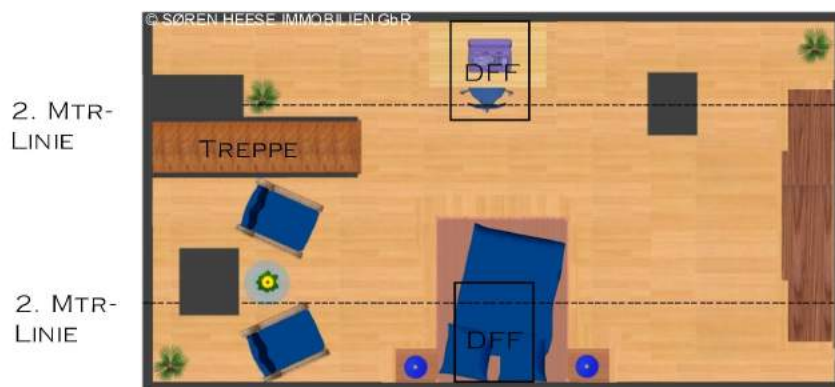 © SØREN HEESE IMMOBILIEN GbR
DFF
2. MTR-
LINIE
TREPPE
2. MTR-
LINIE
DFF